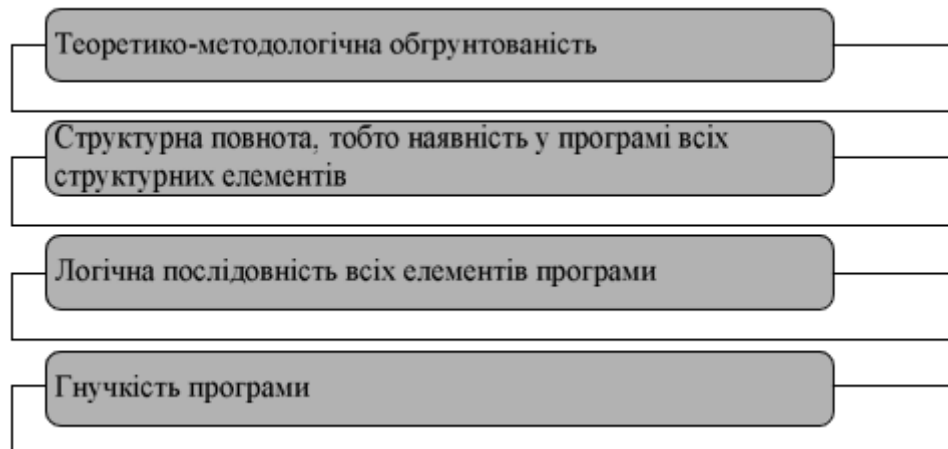 Теоретико-методологічна обгрунтованість
Структурна повнота, тобто наявність у програмі всіх
структурних елементів
Логічна послідовність всіх елементів програми
Гнучкість програми